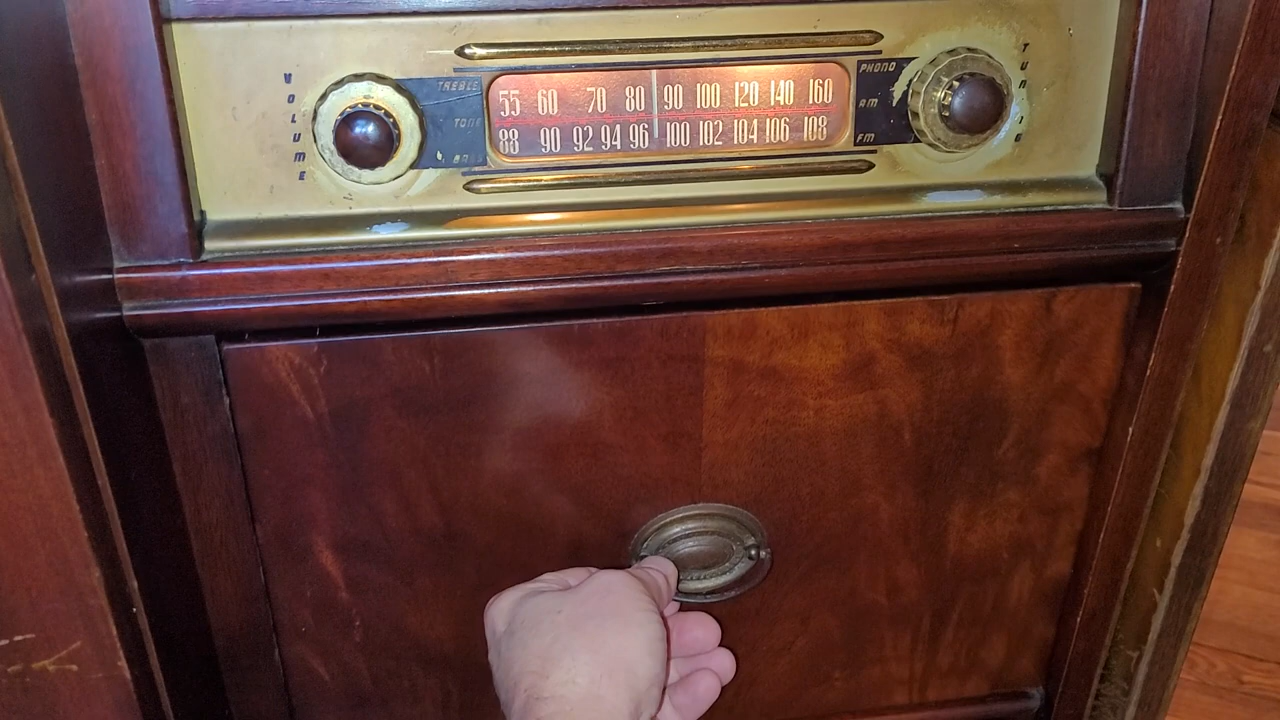 VOLUME
TREBLE
TONE
BASS
55 60 70 80 90 100 120 140 160
88 90 92 94 96 100 102 104 106 108
PHONO
AM
FM
TUNING